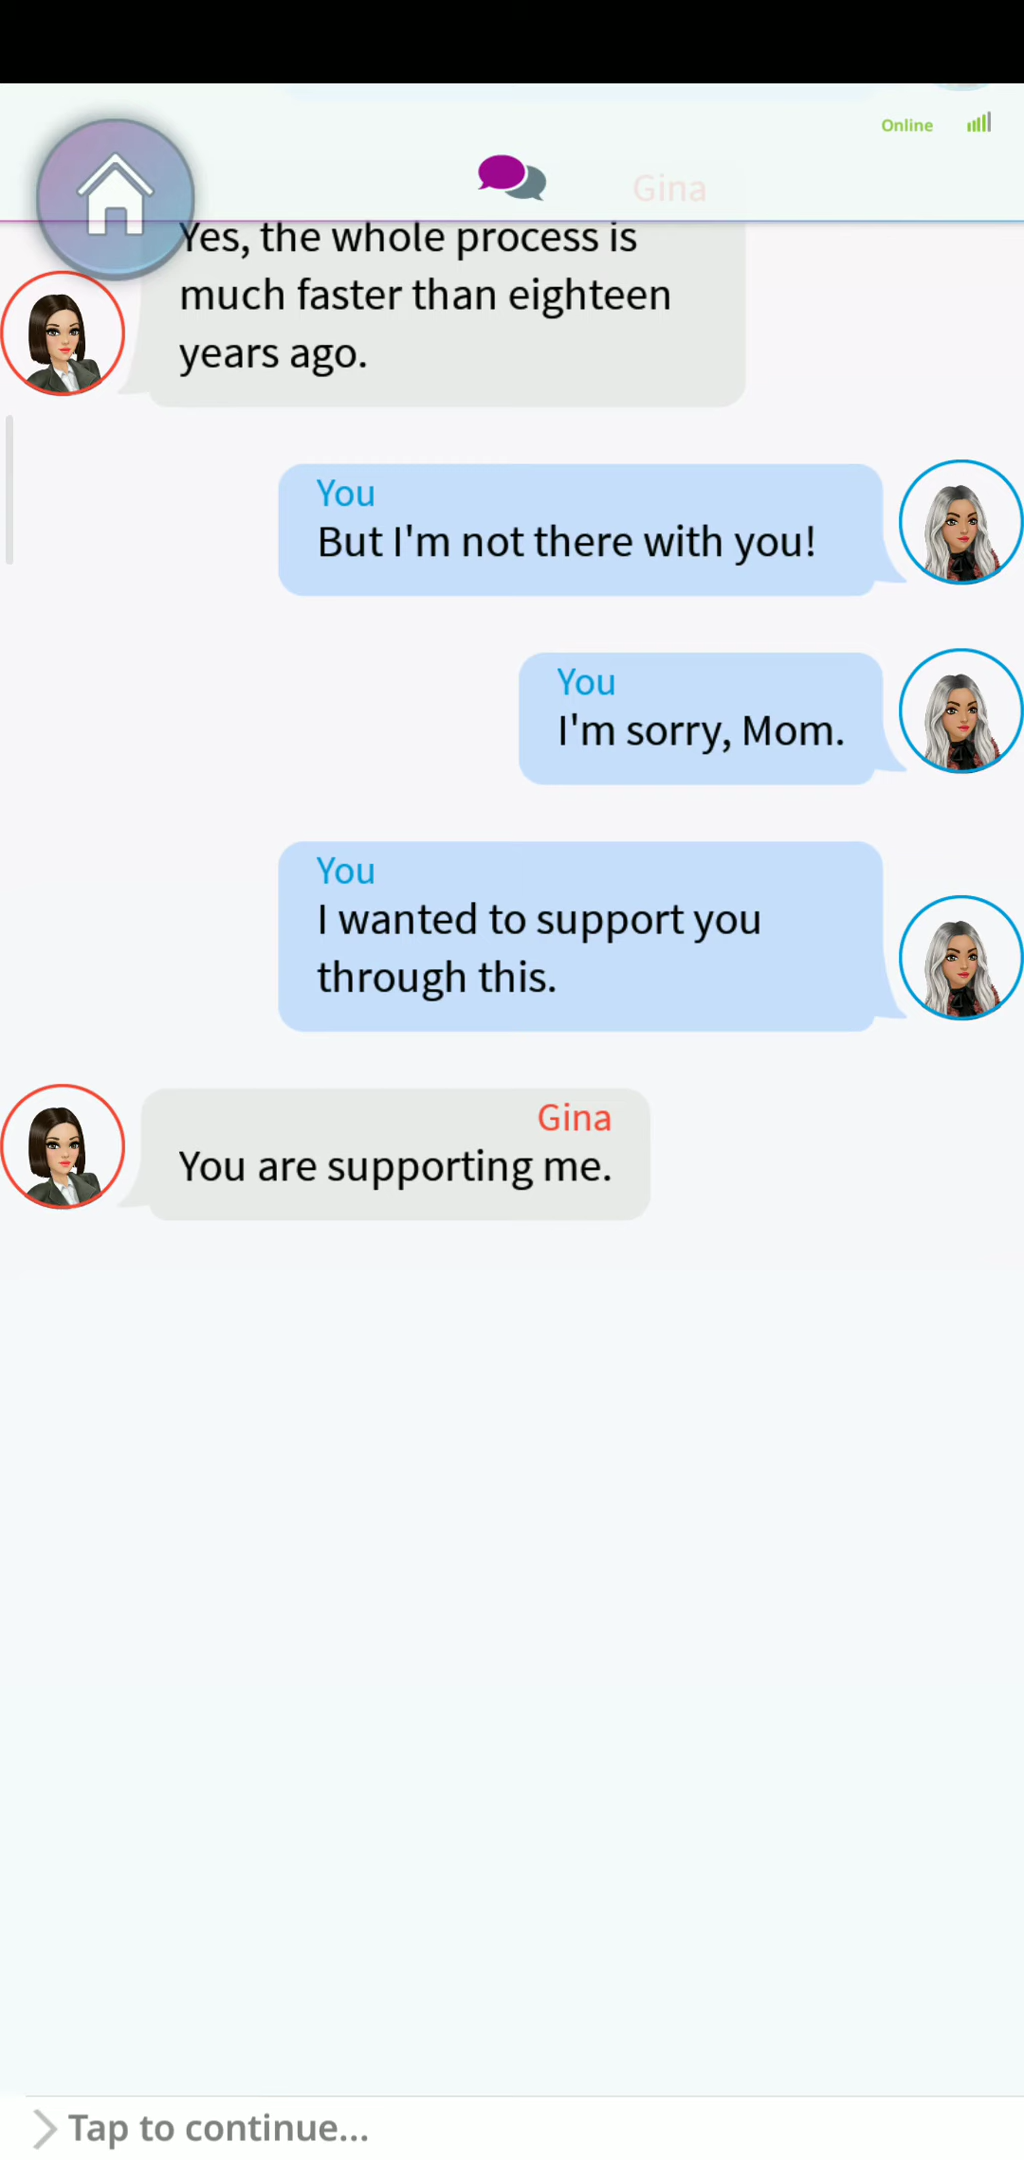 Online
Gina
Yes, the whole process is
much faster than eighteen
years ago.
You
But I'm not there with you!
You
I'm sorry, Mom.
You
I wanted to support you
through this.
Gina
You are supporting me.
Tap to continue...